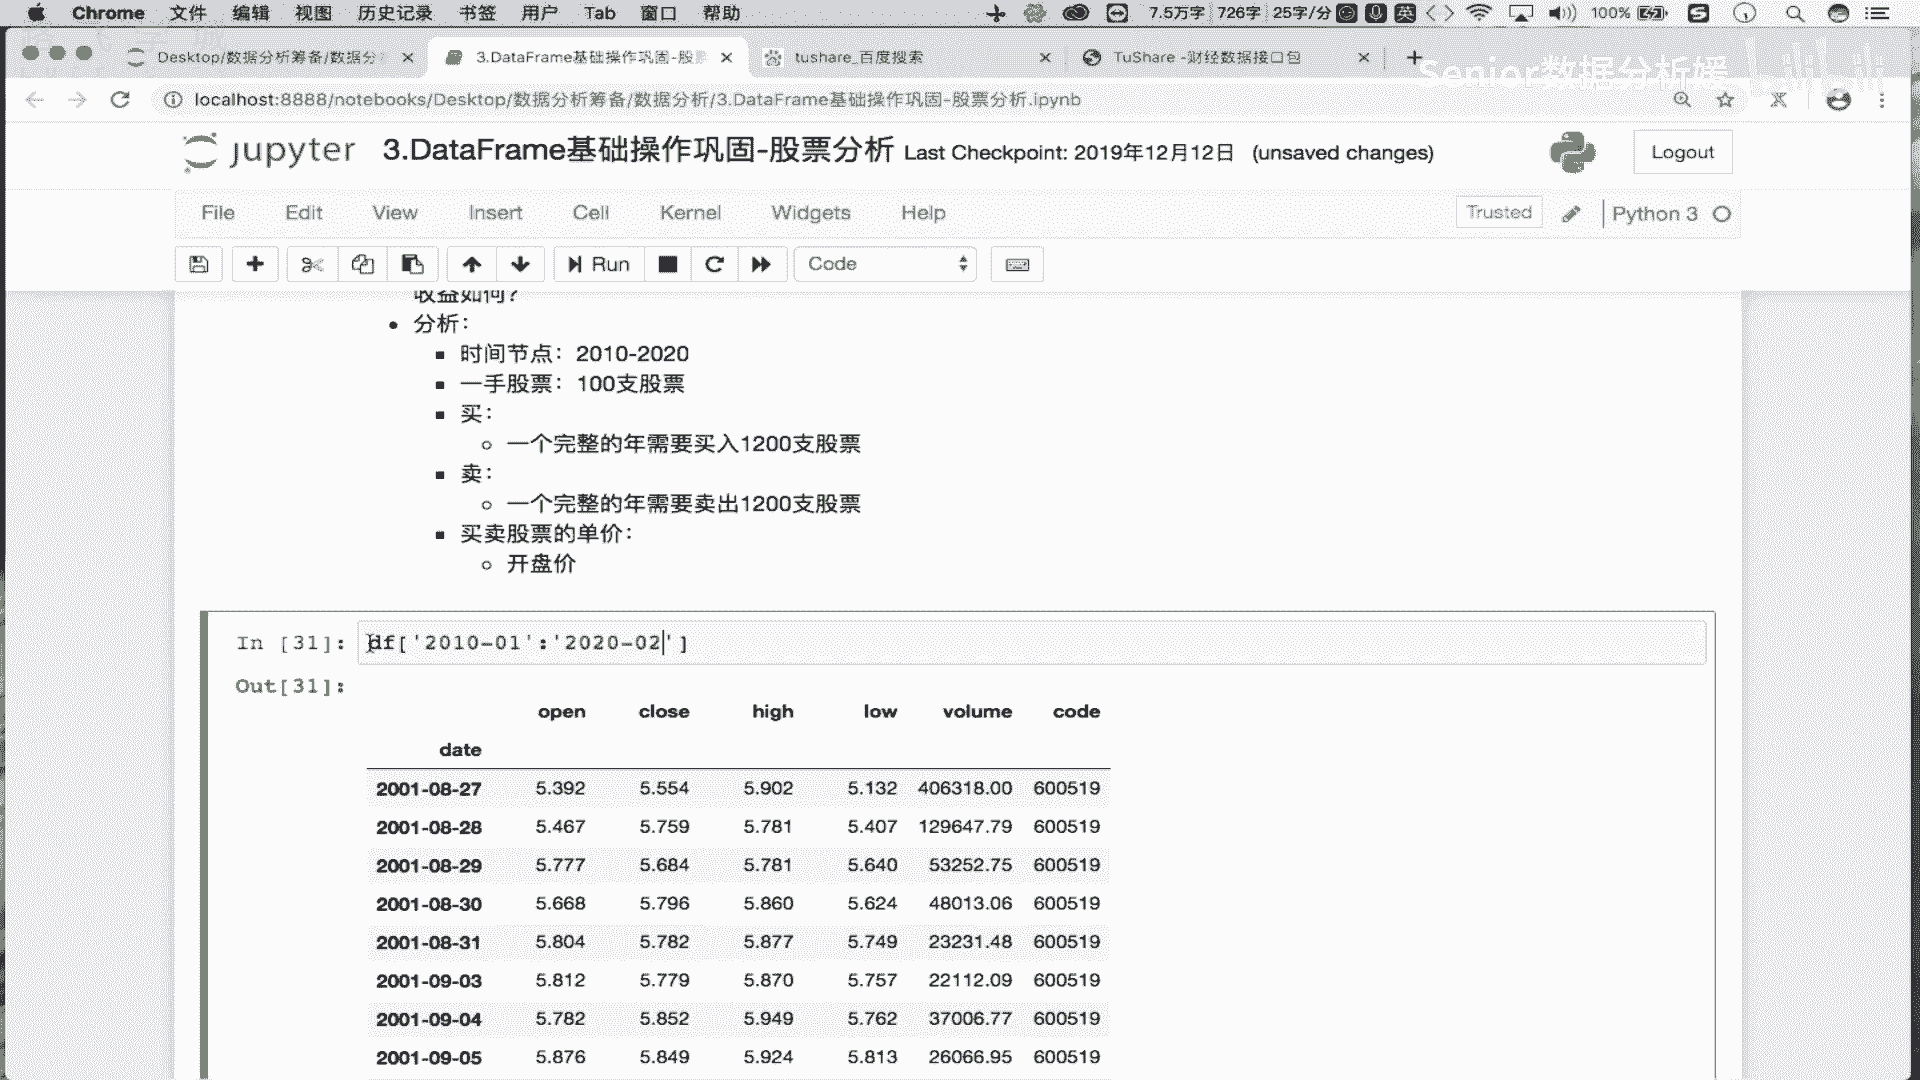 Chrome 文件 编辑 视图 历史记录 书签 用户 Tab 窗口 帮助 7.5万字 726字 25字/分 英 100%
Desktop/数据分析筹备/数据分 3.DataFrame基础操作巩固-股 tushare_百度搜索 TuShare -财经数据接口包
Senior数据分析媛 bilibili
localhost:8888/notebooks/Desktop/数据分析筹备/数据分析/3.DataFrame基础操作巩固-股票分析.ipynb
jupyter 3.DataFrame基础操作巩固-股票分析 Last Checkpoint: 2019年12月12日 (unsaved changes) Logout
File Edit View Insert Cell Kernel Widgets Help Trusted Python 3
Run Code
收益如何?
分析:
时间节点: 2010-2020
一手股票: 100支股票
买:
一个完整的年需要买入1200支股票
卖:
一个完整的年需要卖出1200支股票
买卖股票的单价:
开盘价
In [31]: df['2010-01':'2020-02']
Out[31]:
open close high low volume code
date
2001-08-27 5.392 5.554 5.902 5.132 406318.00 600519
2001-08-28 5.467 5.759 5.781 5.407 129647.79 600519
2001-08-29 5.777 5.684 5.781 5.640 53252.75 600519
2001-08-30 5.668 5.796 5.860 5.624 48013.06 600519
2001-08-31 5.804 5.782 5.877 5.749 23231.48 600519
2001-09-03 5.812 5.779 5.870 5.757 22112.09 600519
2001-09-04 5.782 5.852 5.949 5.762 37006.77 600519
2001-09-05 5.876 5.849 5.924 5.813 26066.95 600519